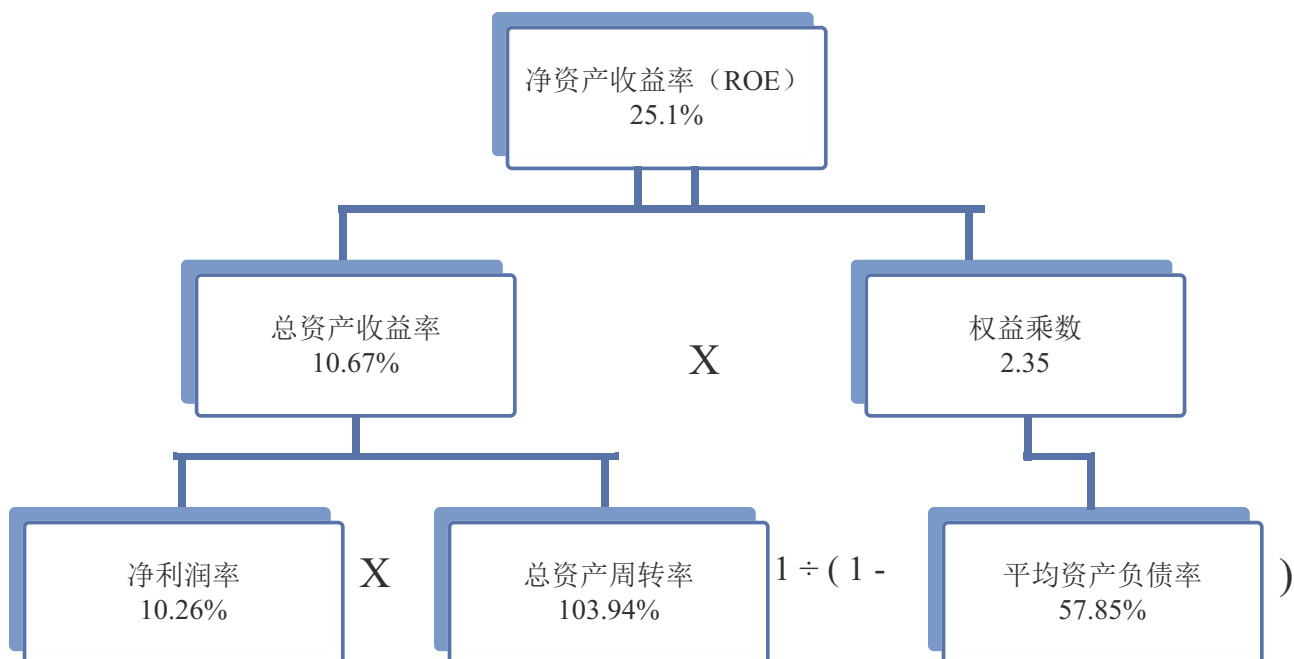 净资产收益率（ROE）
25.1%
总资产收益率
10.67%
X
权益乘数
2.35
净利润率
10.26%
X
总资产周转率
103.94%
1 ÷ ( 1 -
平均资产负债率
57.85%
)